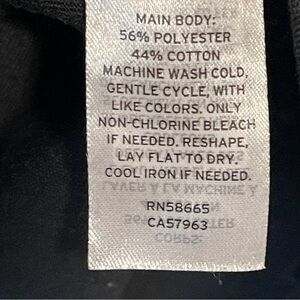 MAIN BODY:
56% POLYESTER
44% COTTON
MACHINE WASH COLD,
GENTLE CYCLE, WITH
LIKE COLORS. ONLY
NON-CHLORINE BLEACH
IF NEEDED. RESHAPE,
LAY FLAT TO DRY.
COOL IRON IF NEEDED.
RN58665
CA57963